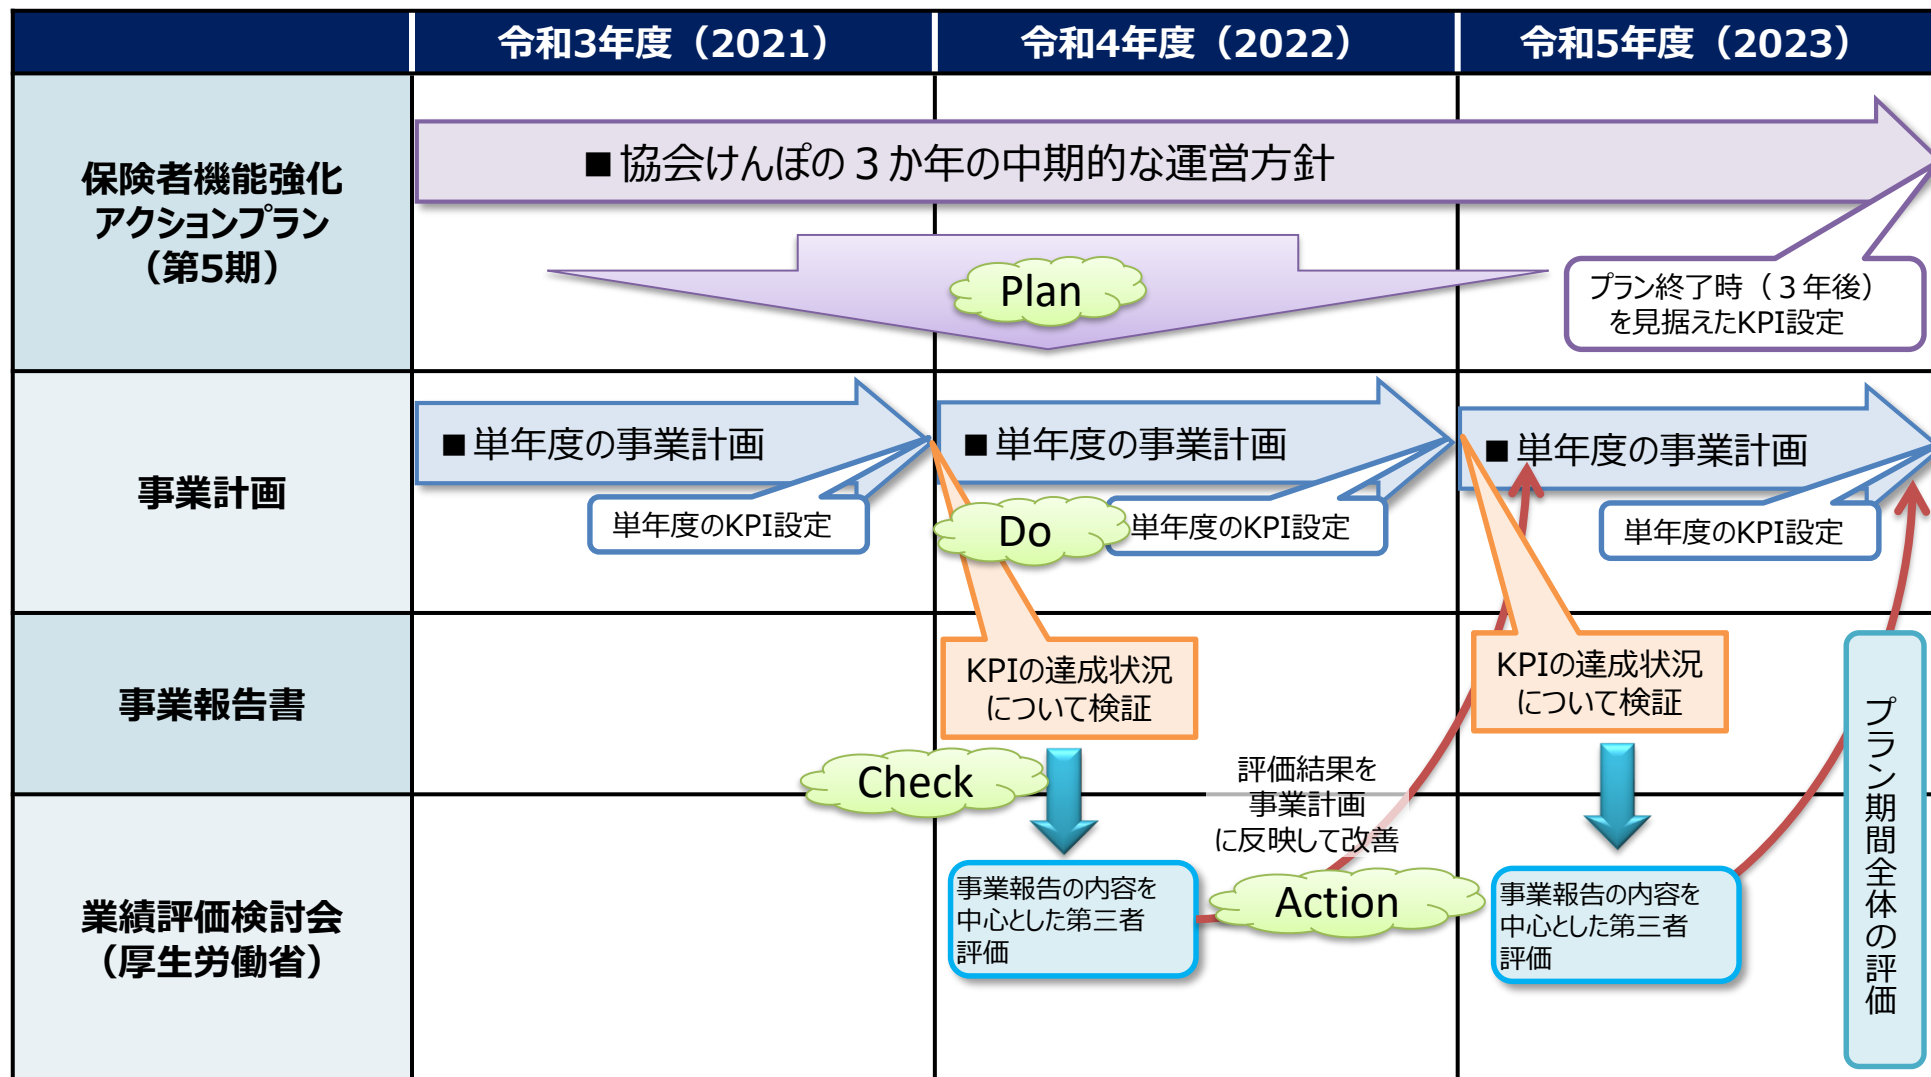 令和3年度（2021）
令和4年度（2022）
令和5年度（2023）
保険者機能強化
アクションプラン
（第5期）
■ 協会けんぽの３か年の中期的な運営方針
Plan
プラン終了時（３年後）
を見据えたKPI設定
事業計画
■ 単年度の事業計画
単年度のKPI設定
■ 単年度の事業計画
Do
単年度のKPI設定
■ 単年度の事業計画
単年度のKPI設定
事業報告書
KPIの達成状況
について検証
KPIの達成状況
について検証
Check
評価結果を
事業計画
に反映して改善
業績評価検討会
（厚生労働省）
事業報告の内容を
中心とした第三者
評価
Action
事業報告の内容を
中心とした第三者
評価
プラン期間全体の評価